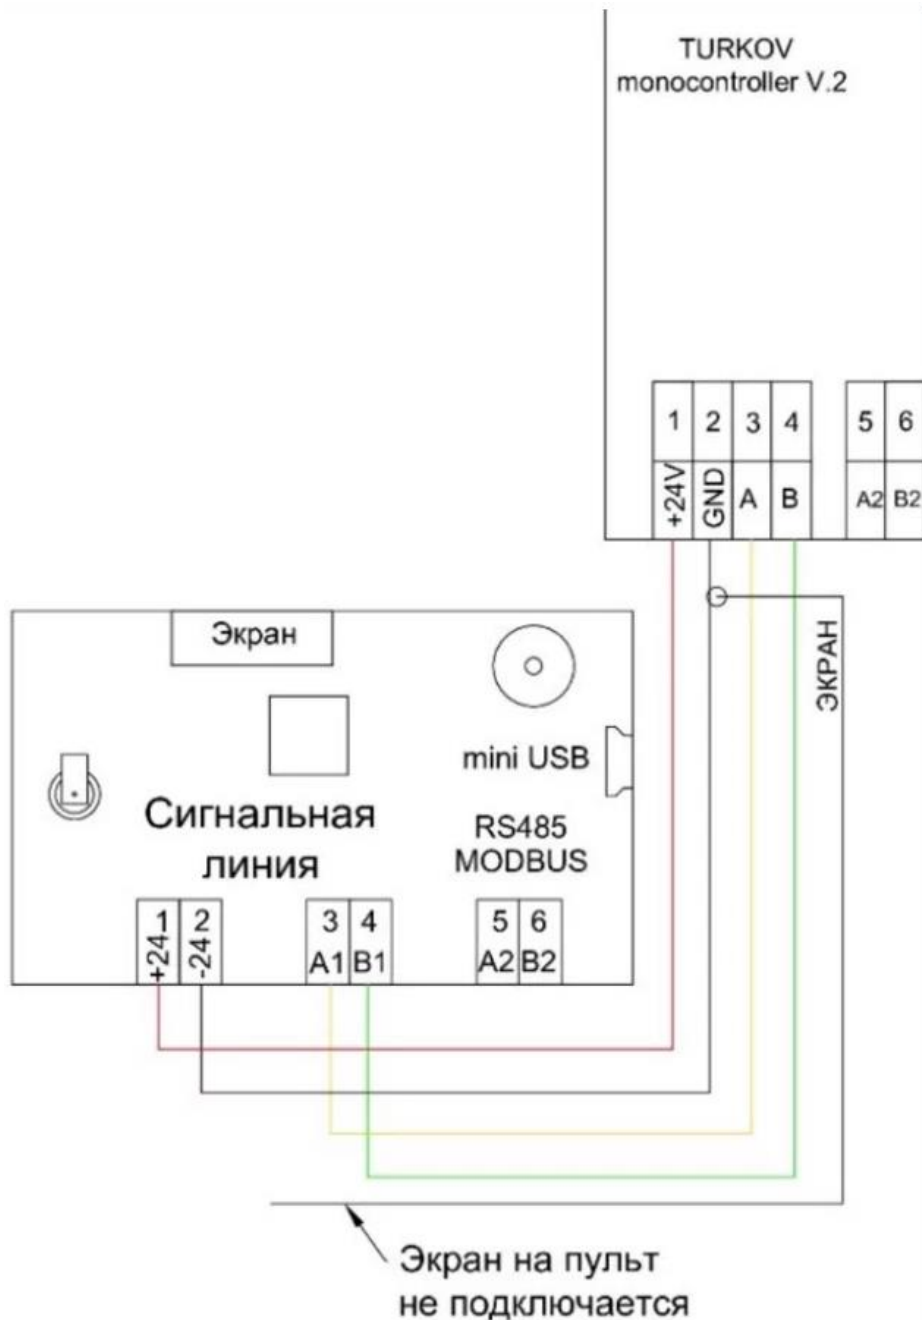 TURKOV
monocontroller V.2
1 2 3 4 5 6
+24V GND A B A2 B2
Экран
ЭКРАН
mini USB
Сигнальная
линия
RS485
MODBUS
1 2 3 4 5 6
+24 -24 A1 B1 A2 B2
Экран на пульт
не подключается